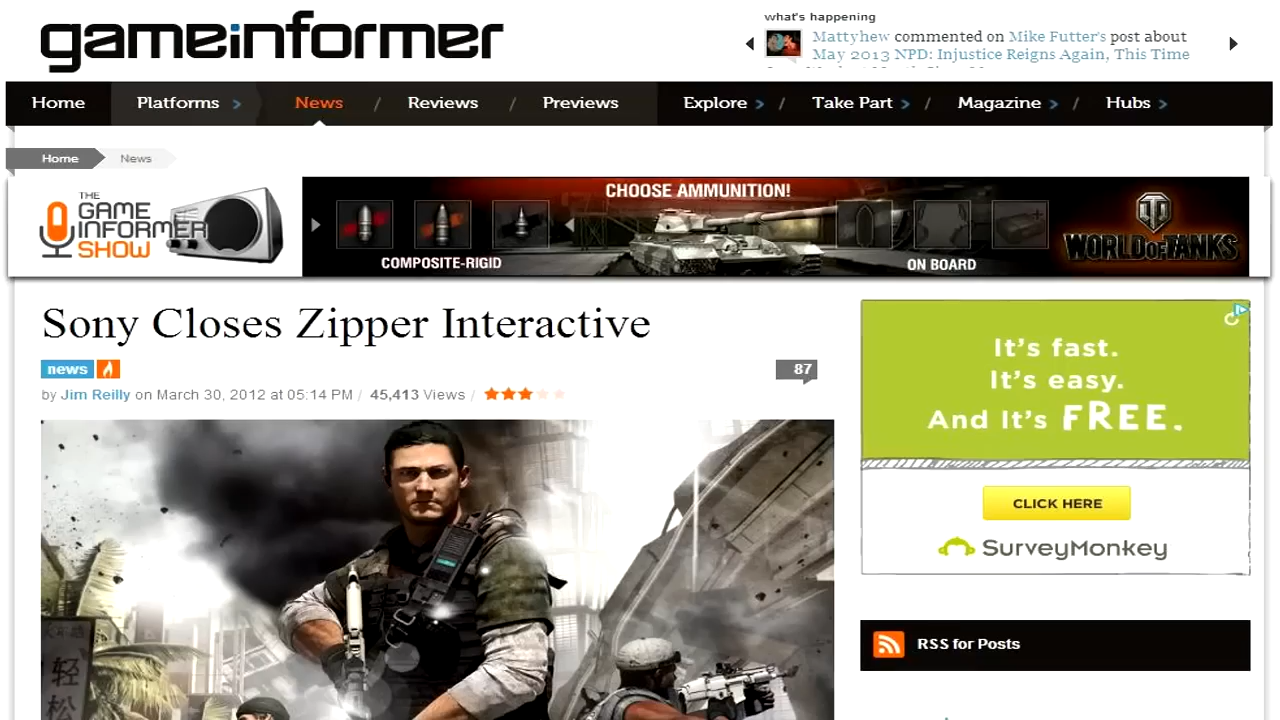 gameinformer
what's happening
Mattyhew commented on Mike Futter's post about
May 2013 NPD: Injustice Reigns Again, This Time
Home Platforms News / Reviews / Previews Explore / Take Part / Magazine / Hubs
Home News
THE
GAME
INFORMER
SHOW
CHOOSE AMMUNITION!
COMPOSITE-RIGID
ON BOARD
WORLD OF TANKS
Sony Closes Zipper Interactive
news
87
by Jim Reilly on March 30, 2012 at 05:14 PM / 45,413 Views /
It's fast.
It's easy.
And It's FREE.
CLICK HERE
SurveyMonkey
RSS for Posts
轻
松